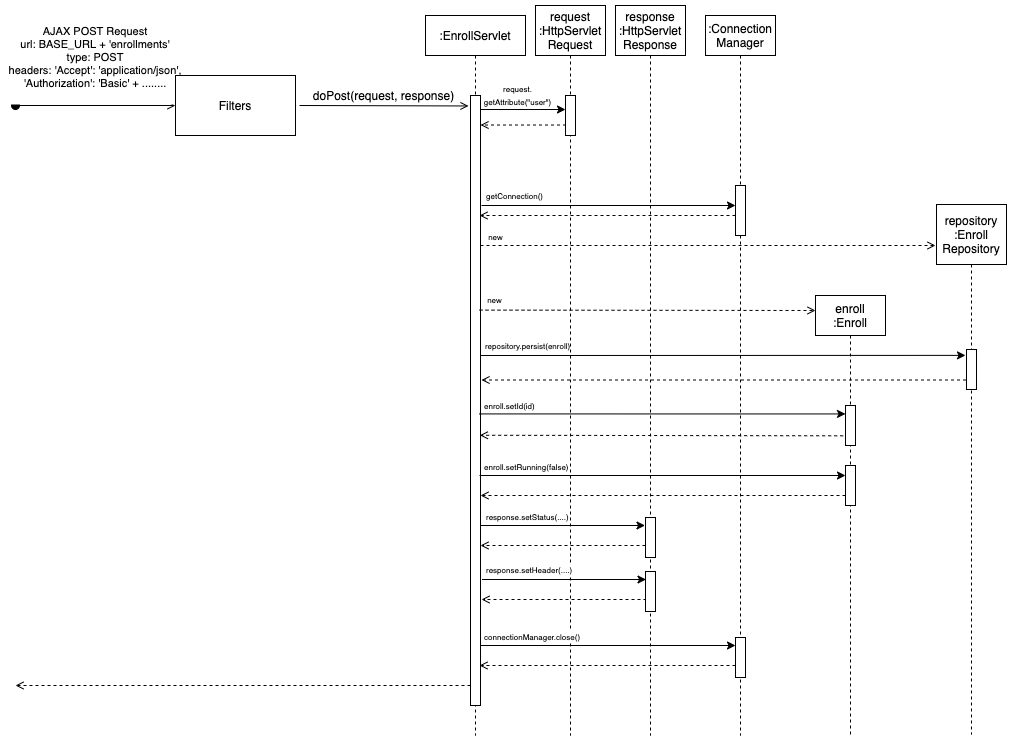 AJAX POST Request
url: BASE_URL + 'enrollments'
type: POST
headers: 'Accept': 'application/json',
'Authorization': 'Basic' + ........
Filters
doPost(request, response)
:EnrollServlet
request
:HttpServlet
Request
response
:HttpServlet
Response
:Connection
Manager
request.
getAttribute("user")
getConnection()
new
repository
:Enroll
Repository
new
enroll
:Enroll
repository.persist(enroll)
enroll.setId(id)
enroll.setRunning(false)
response.setStatus(....)
response.setHeader(....)
connectionManager.close()